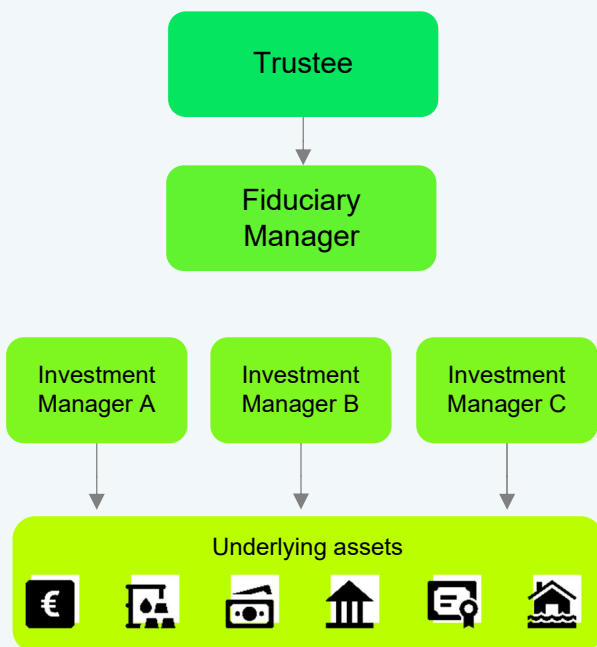 Trustee
Fiduciary
Manager
Investment
Manager A
Investment
Manager B
Investment
Manager C
Underlying assets
€